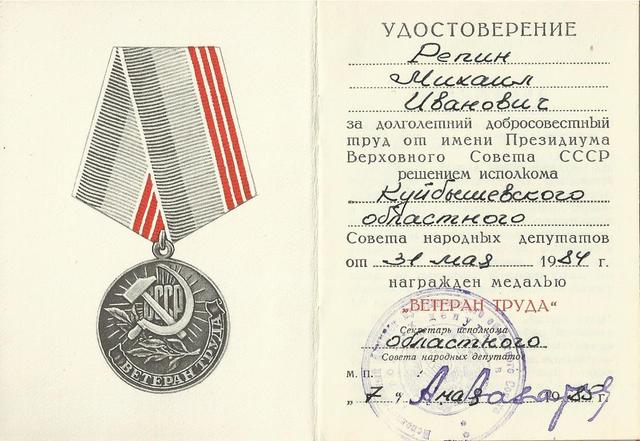 СССР
ВЕТЕРАН ТРУДА
УДОСТОВЕРЕНИЕ
Репин
Михаил
Иванович
за долголетний добросовестный
труд от имени Президиума
Верховного Совета СССР
решением исполкома
Куйбышевского
областного
Совета народных депутатов
от 31 мая 1984 г.
награжден медалью
„ВЕТЕРАН ТРУДА“
Секретарь исполкома
областного
Совета народных депутатов
М. П.
„7 “ 1985 г.